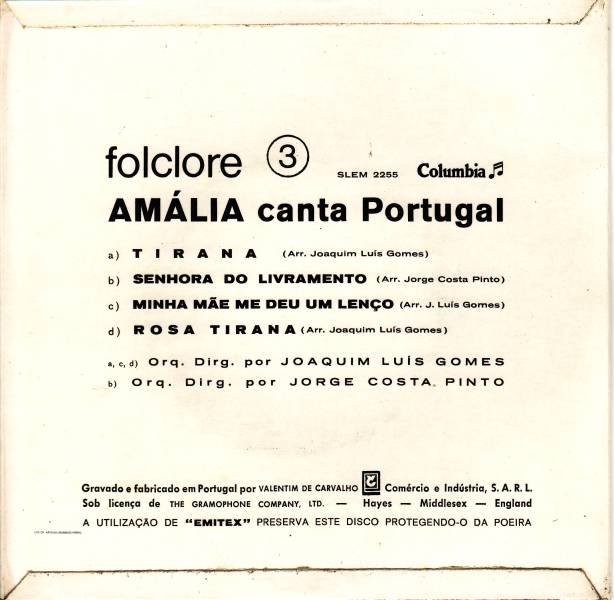 folclore 3 SLEM 2255 Columbia
AMÁLIA canta Portugal
a) TIRANA (Arr. Joaquim Luís Gomes)
b) SENHORA DO LIVRAMENTO (Arr. Jorge Costa Pinto)
c) MINHA MÃE ME DEU UM LENÇO (Arr. J. Luís Gomes)
d) ROSA TIRANA (Arr. Joaquim Luís Gomes)
a, c, d) Orq. Dirg. por JOAQUIM LUÍS GOMES
b) Orq. Dirg. por JORGE COSTA PINTO
Gravado e fabricado em Portugal por VALENTIM DE CARVALHO Comércio e Indústria, S. A. R. L.
Sob licença de THE GRAMOPHONE COMPANY, LTD. — Hayes — Middlesex — England
A UTILIZAÇÃO DE "EMITEX" PRESERVA ESTE DISCO PROTEGENDO-O DA POEIRA